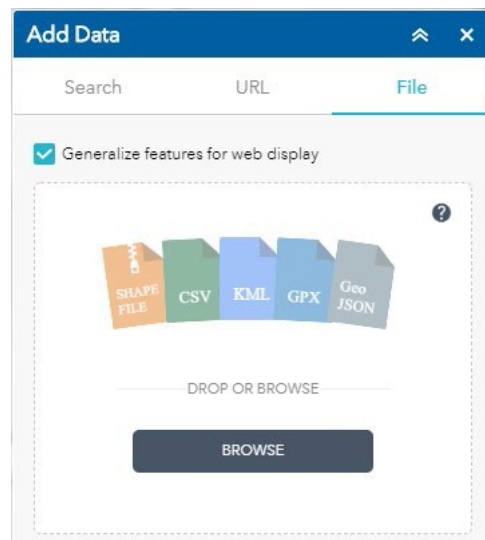 Add Data
Search URL File
Generalize features for web display
?
SHAPE
FILE
CSV
KML
GPX
Geo
JSON
DROP OR BROWSE
BROWSE